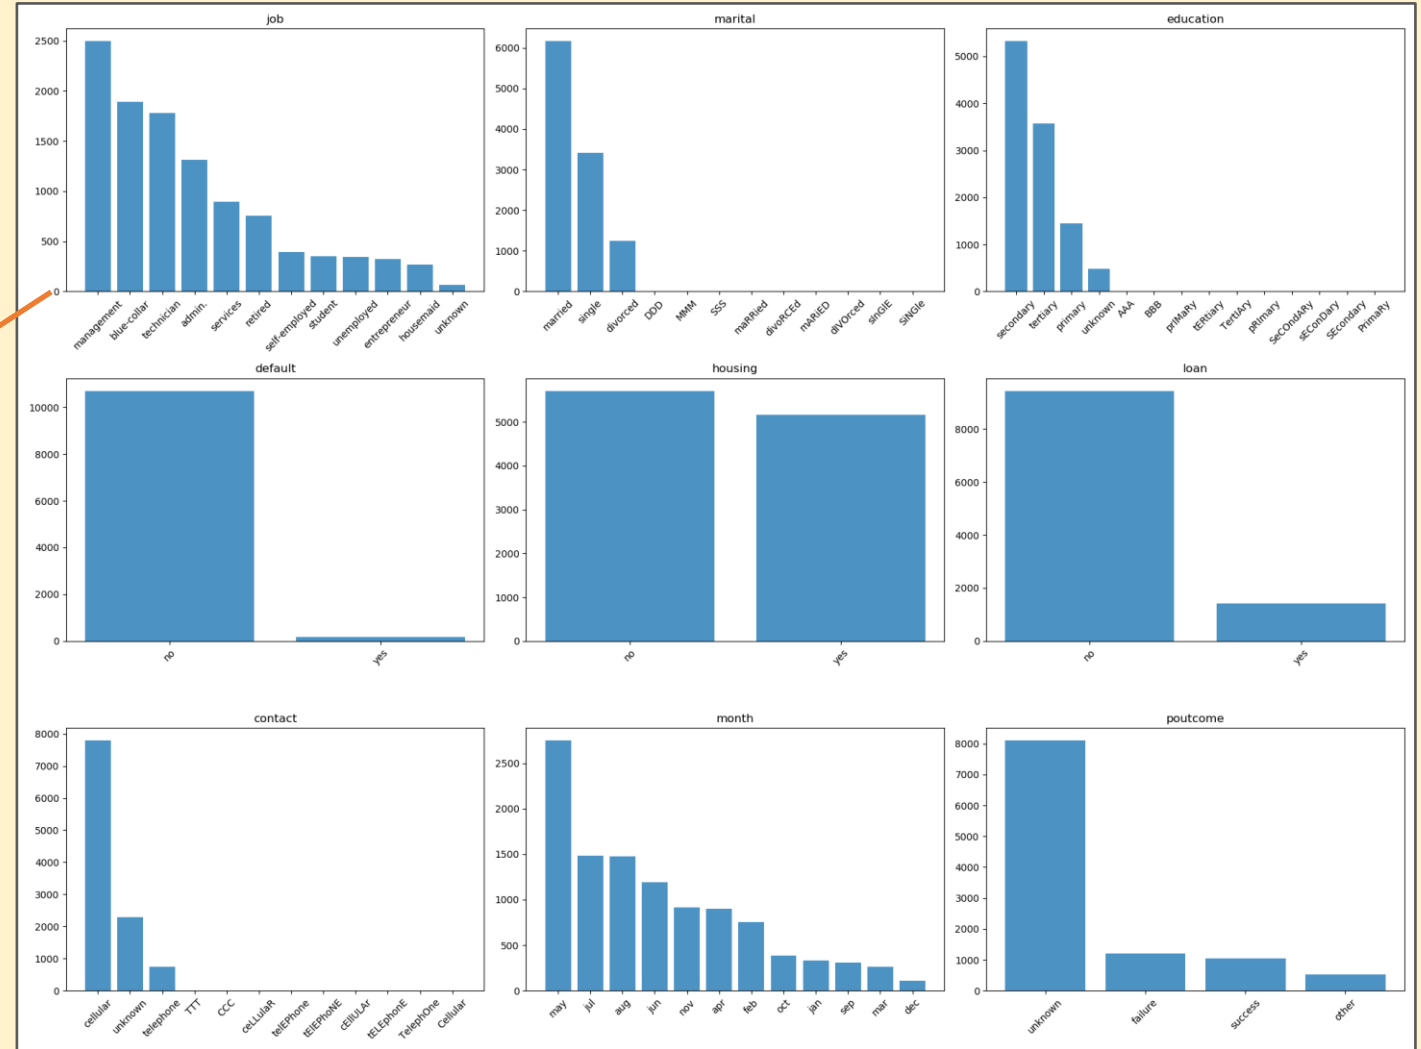 job
2500
2000
1500
1000
500
0
management
blue-collar
technician
admin.
services
retired
self-employed
student
unemployed
entrepreneur
housemaid
unknown
marital
6000
5000
4000
3000
2000
1000
0
married
single
divorced
DDD
MMM
SSS
maRRied
divoRCEd
mARiED
dIVOrced
sinGlE
SiNGle
education
5000
4000
3000
2000
1000
0
secondary
tertiary
primary
unknown
AAA
BBB
prIMaRy
tERtiary
TertIAry
pRImary
SeCOndARy
sEConDary
SEcondary
PrimaRy
default
10000
8000
6000
4000
2000
0
no
yes
housing
5000
4000
3000
2000
1000
0
no
yes
loan
8000
6000
4000
2000
0
no
yes
contact
8000
7000
6000
5000
4000
3000
2000
1000
0
cellular
unknown
telephone
TTT
CCC
ceLLulaR
telEPhone
tElEPhoNE
cEllULAr
tELEphonE
TelephOne
Cellular
month
2500
2000
1500
1000
500
0
may
jul
aug
jun
nov
apr
feb
oct
jan
sep
mar
dec
poutcome
8000
7000
6000
5000
4000
3000
2000
1000
0
unknown
failure
success
other